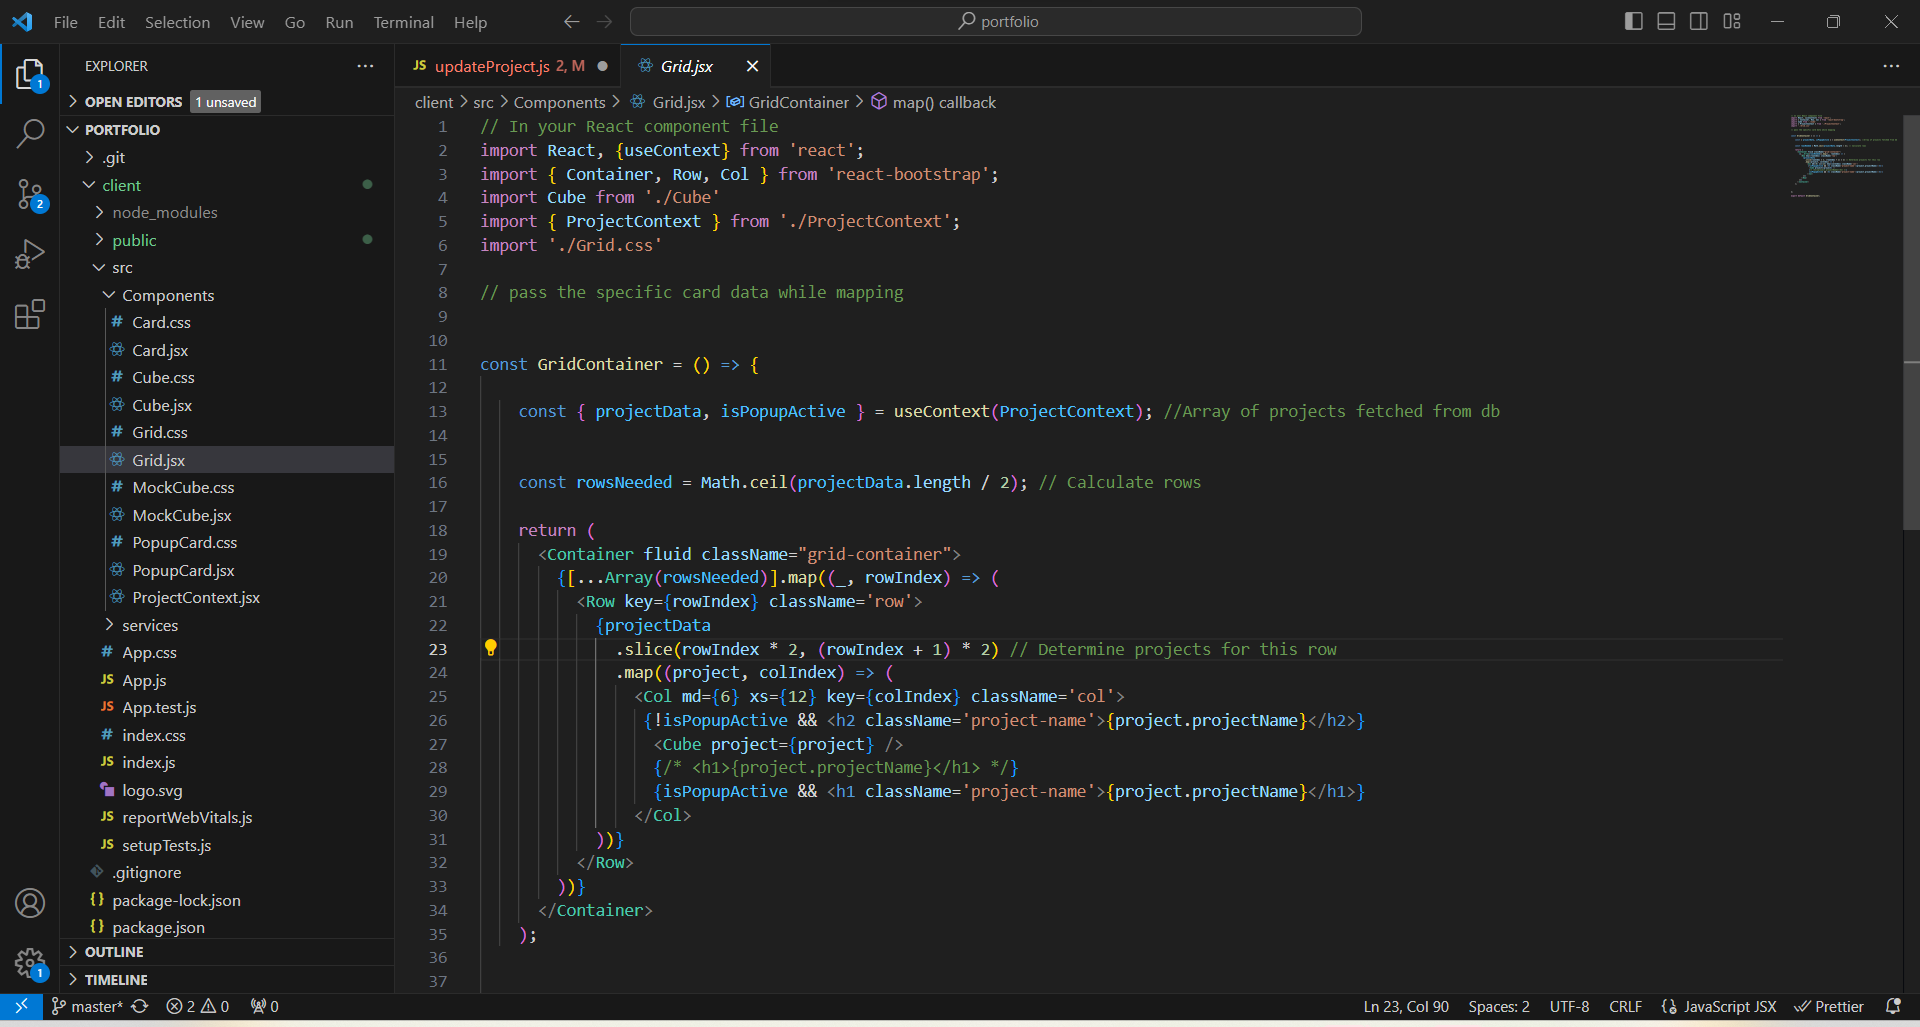 File Edit Selection View Go Run Terminal Help
portfolio
EXPLORER
OPEN EDITORS 1 unsaved
PORTFOLIO
.git
client
node_modules
public
src
Components
Card.css
Card.jsx
Cube.css
Cube.jsx
Grid.css
Grid.jsx
MockCube.css
MockCube.jsx
PopupCard.css
PopupCard.jsx
ProjectContext.jsx
services
App.css
App.js
App.test.js
index.css
index.js
logo.svg
reportWebVitals.js
setupTests.js
.gitignore
package-lock.json
package.json
OUTLINE
TIMELINE
JS updateProject.js 2, M Grid.jsx
client > src > Components > Grid.jsx > GridContainer > map() callback
1 // In your React component file
2 import React, {useContext} from 'react';
3 import { Container, Row, Col } from 'react-bootstrap';
4 import Cube from './Cube'
5 import { ProjectContext } from './ProjectContext';
6 import './Grid.css'
7
8 // pass the specific card data while mapping
9
10
11 const GridContainer = () => {
12
13 const { projectData, isPopupActive } = useContext(ProjectContext); //Array of projects fetched from db
14
15
16 const rowsNeeded = Math.ceil(projectData.length / 2); // Calculate rows
17
18 return (
19 <Container fluid className="grid-container">
20 {[...Array(rowsNeeded)].map((_, rowIndex) => (
21 <Row key={rowIndex} className='row'>
22 {projectData
23 .slice(rowIndex * 2, (rowIndex + 1) * 2) // Determine projects for this row
24 .map((project, colIndex) => (
25 <Col md={6} xs={12} key={colIndex} className='col'>
26 {!isPopupActive && <h2 className='project-name'>{project.projectName}</h2>}
27 <Cube project={project} />
28 {/* <h1>{project.projectName}</h1> */}
29 {isPopupActive && <h1 className='project-name'>{project.projectName}</h1>}
30 </Col>
31 ))}
32 </Row>
33 ))}
34 </Container>
35 );
36
37
master* 2 0 0
Ln 23, Col 90 Spaces: 2 UTF-8 CRLF JavaScript JSX Prettier